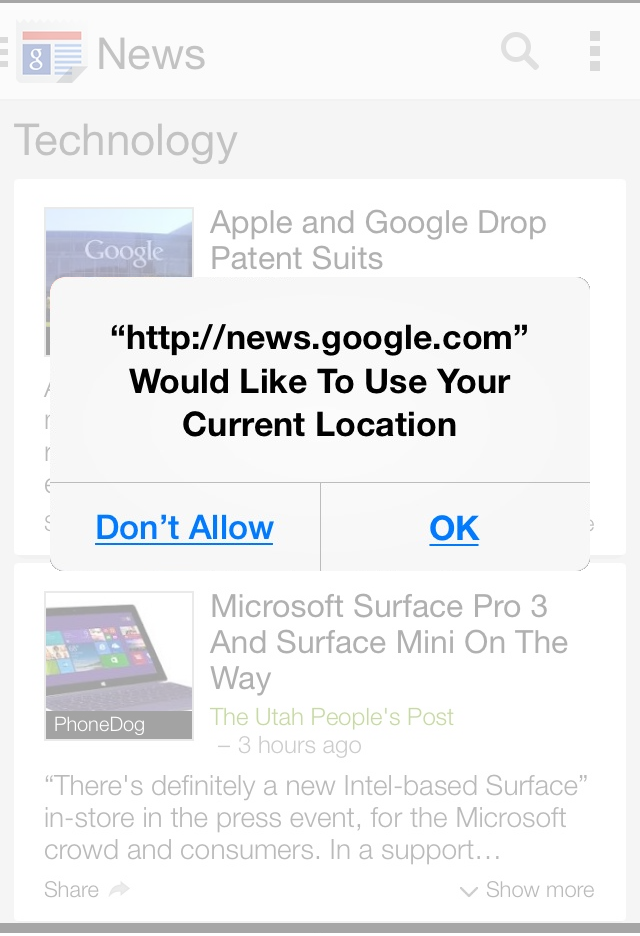 g News
Technology
Google
Apple and Google Drop
Patent Suits
“http://news.google.com”
Would Like To Use Your
Current Location
Don’t Allow
OK
Microsoft Surface Pro 3
And Surface Mini On The
Way
PhoneDog
The Utah People's Post
– 3 hours ago
“There's definitely a new Intel-based Surface”
in-store in the press event, for the Microsoft
crowd and consumers. In a support…
Share
Show more